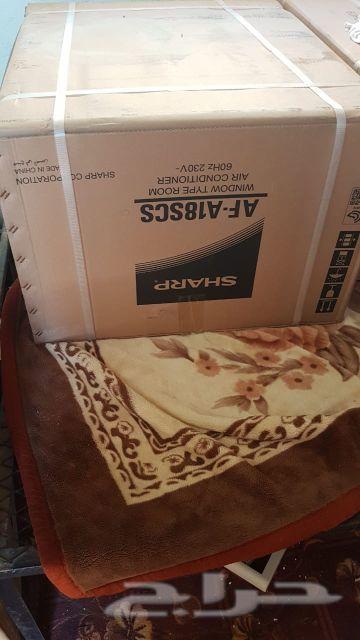 SHARP
AF-A18SCS
WINDOW TYPE ROOM
AIR CONDITIONER
60Hz 230V~
SHARP CORPORATION
MADE IN CHINA
حراج